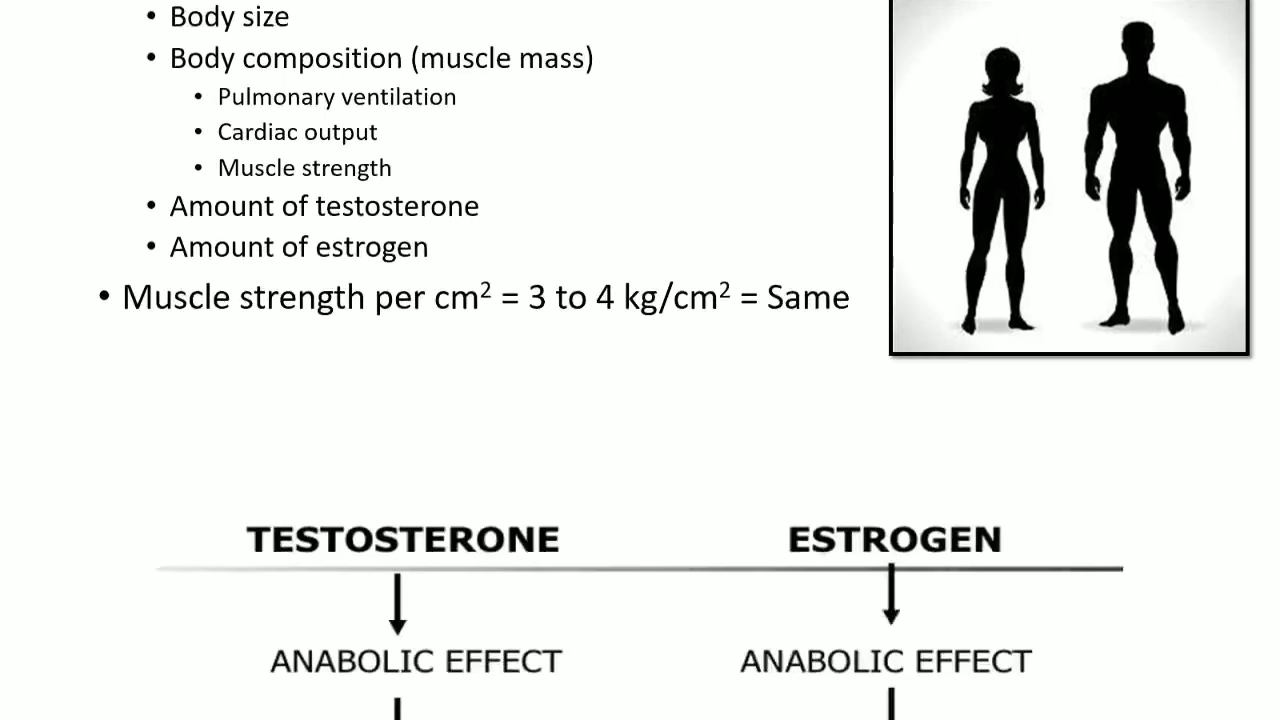 • Body size
• Body composition (muscle mass)
• Pulmonary ventilation
• Cardiac output
• Muscle strength
• Amount of testosterone
• Amount of estrogen
• Muscle strength per cm² = 3 to 4 kg/cm² = Same
TESTOSTERONE ESTROGEN
ANABOLIC EFFECT ANABOLIC EFFECT